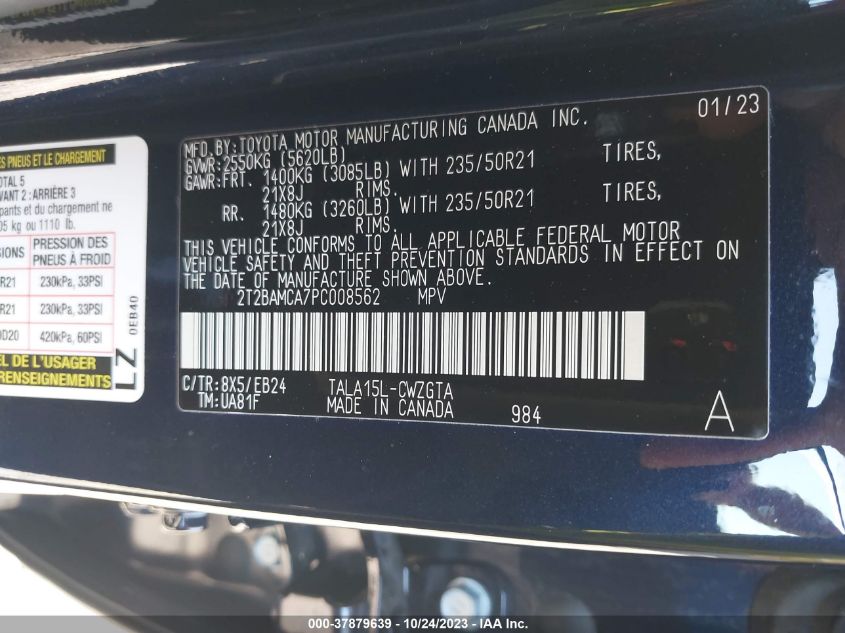 ES PNEUS ET LE CHARGEMENT
OTAL 5
VANT 2 : ARRIÈRE 3
pants et du chargement ne
05 kg ou 1110 lb.
SIONS PRESSION DES PNEUS À FROID
R21 230kPa, 33PSI
R21 230kPa, 33PSI
0D20 420kPa, 60PSI
EL DE L'USAGER
RENSEIGNEMENTS
LZ 0EB40
01/23
MFD. BY: TOYOTA MOTOR MANUFACTURING CANADA INC.
GVWR: 2550KG (5620LB)
GAWR: FRT. 1400KG (3085LB) WITH 235/50R21 TIRES,
21X8J RIMS.
RR. 1480KG (3260LB) WITH 235/50R21 TIRES,
21X8J RIMS.
THIS VEHICLE CONFORMS TO ALL APPLICABLE FEDERAL MOTOR
VEHICLE SAFETY AND THEFT PREVENTION STANDARDS IN EFFECT ON
THE DATE OF MANUFACTURE SHOWN ABOVE.
2T2BAMCA7PC008562 MPV
C/TR: 8X5/EB24 TALA15L-CWZGTA
TM: UA81F MADE IN CANADA 984 A
000-37879639 - 10/24/2023 - IAA Inc.